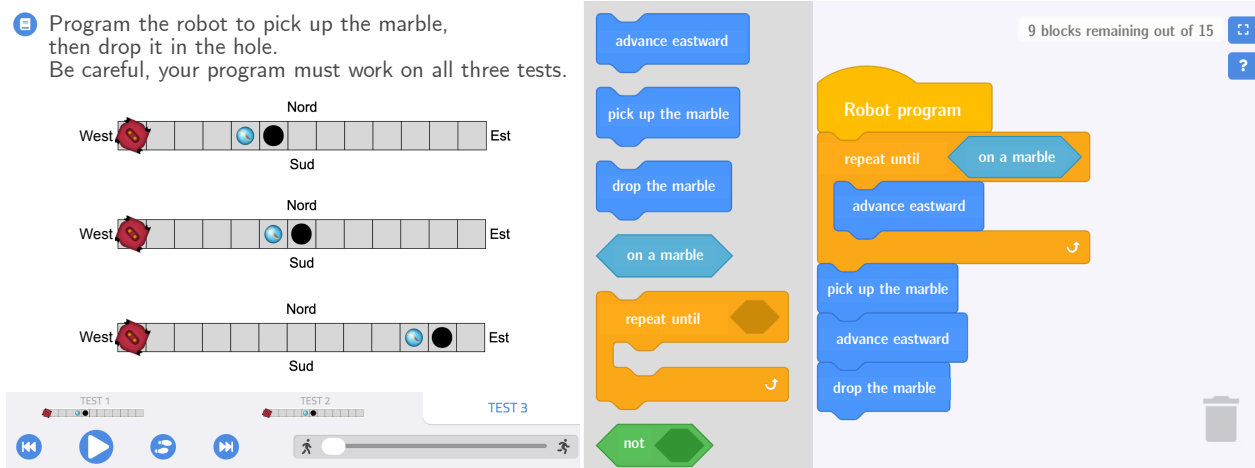 Program the robot to pick up the marble,
then drop it in the hole.
Be careful, your program must work on all three tests.
Nord
West Est
Sud
Nord
West Est
Sud
Nord
West Est
Sud
TEST 1 TEST 2 TEST 3
advance eastward
pick up the marble
drop the marble
on a marble
repeat until
not
9 blocks remaining out of 15
?
Robot program
repeat until on a marble
advance eastward
pick up the marble
advance eastward
drop the marble